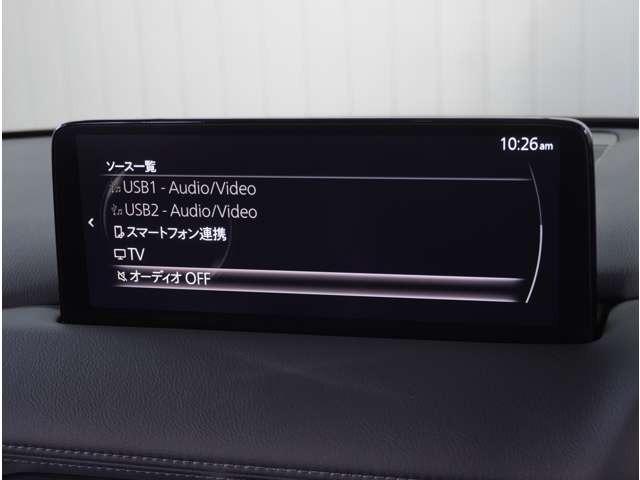 10:26am
ソース一覧
USB1 - Audio/Video
USB2 - Audio/Video
スマートフォン連携
TV
オーディオ OFF